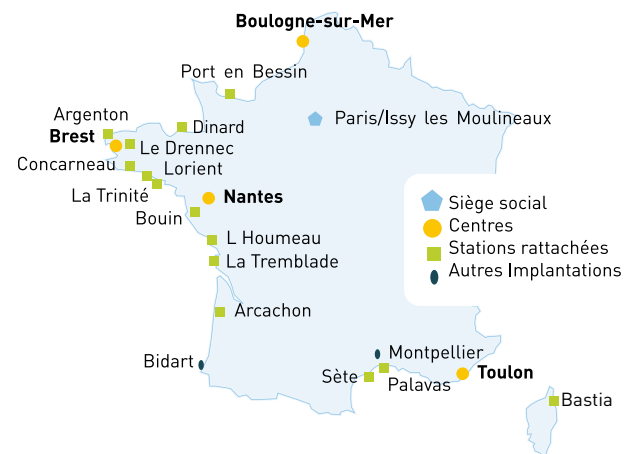 Boulogne-sur-Mer
Port en Bessin
Argenton
Dinard
Paris/Issy les Moulineaux
Brest
Le Drennec
Concarneau
Lorient
La Trinité
Nantes
Bouin
L Houmeau
La Tremblade
Siège social
Centres
Stations rattachées
Autres Implantations
Arcachon
Bidart
Montpellier
Sète
Palavas
Toulon
Bastia